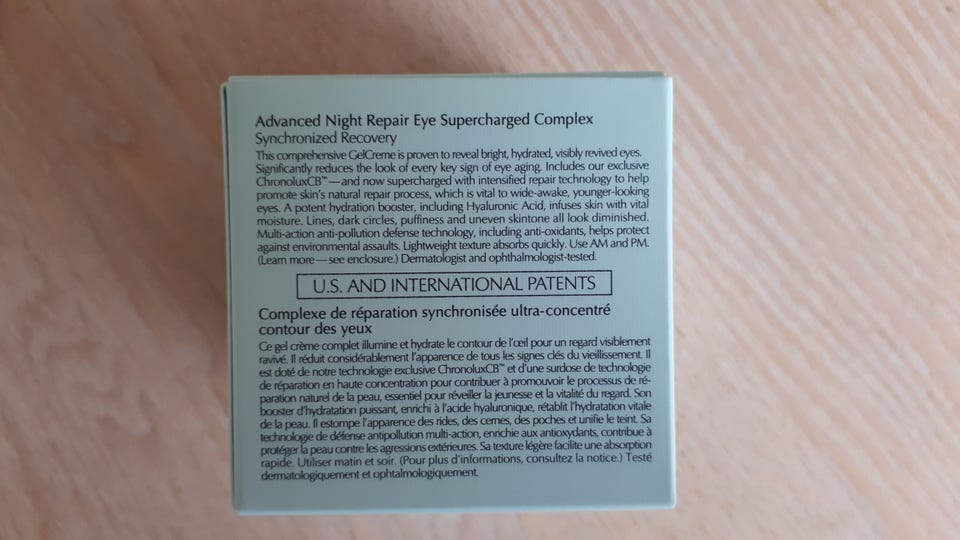 Advanced Night Repair Eye Supercharged Complex
Synchronized Recovery
This comprehensive GelCreme is proven to reveal bright, hydrated, visibly revived eyes.
Significantly reduces the look of every key sign of eye aging. Includes our exclusive
ChronoluxCB™—and now supercharged with intensified repair technology to help
promote skin's natural repair process, which is vital to wide-awake, younger-looking
eyes. A potent hydration booster, including Hyaluronic Acid, infuses skin with vital
moisture. Lines, dark circles, puffiness and uneven skintone all look diminished.
Multi-action anti-pollution defense technology, including anti-oxidants, helps protect
against environmental assaults. Lightweight texture absorbs quickly. Use AM and PM.
(Learn more—see enclosure.) Dermatologist and ophthalmologist-tested.
U.S. AND INTERNATIONAL PATENTS
Complexe de réparation synchronisée ultra-concentré
contour des yeux
Ce gel crème complet illumine et hydrate le contour de l'œil pour un regard visiblement
ravivé. Il réduit considérablement l'apparence de tous les signes clés du vieillissement. Il
est doté de notre technologie exclusive ChronoluxCB™ et d'une surdose de technologie
de réparation en haute concentration pour contribuer à promouvoir le processus de ré-
paration naturel de la peau, essentiel pour réveiller la jeunesse et la vitalité du regard. Son
booster d'hydratation puissant, enrichi à l'acide hyaluronique, rétablit l'hydratation vitale
de la peau. Il estompe l'apparence des rides, des cernes, des poches et unifie le teint. Sa
technologie de défense antipollution multi-action, enrichie aux antioxydants, contribue à
protéger la peau contre les agressions extérieures. Sa texture légère facilite une absorption
rapide. Utiliser matin et soir. (Pour plus d'informations, consultez la notice.) Testé
dermatologiquement et ophtalmologiquement.